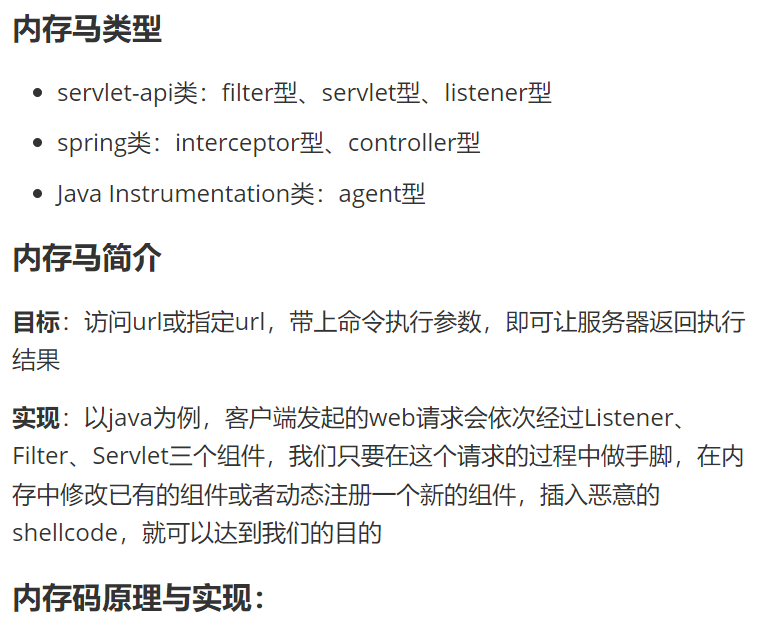 内存马类型
servlet-api类：filter型、servlet型、listener型
spring类：interceptor型、controller型
Java Instrumentation类：agent型
内存马简介
目标：访问url或指定url，带上命令执行参数，即可让服务器返回执行
结果
实现：以java为例，客户端发起的web请求会依次经过Listener、
Filter、Servlet三个组件，我们只要在这个请求的过程中做手脚，在内
存中修改已有的组件或者动态注册一个新的组件，插入恶意的
shellcode，就可以达到我们的目的
内存码原理与实现：